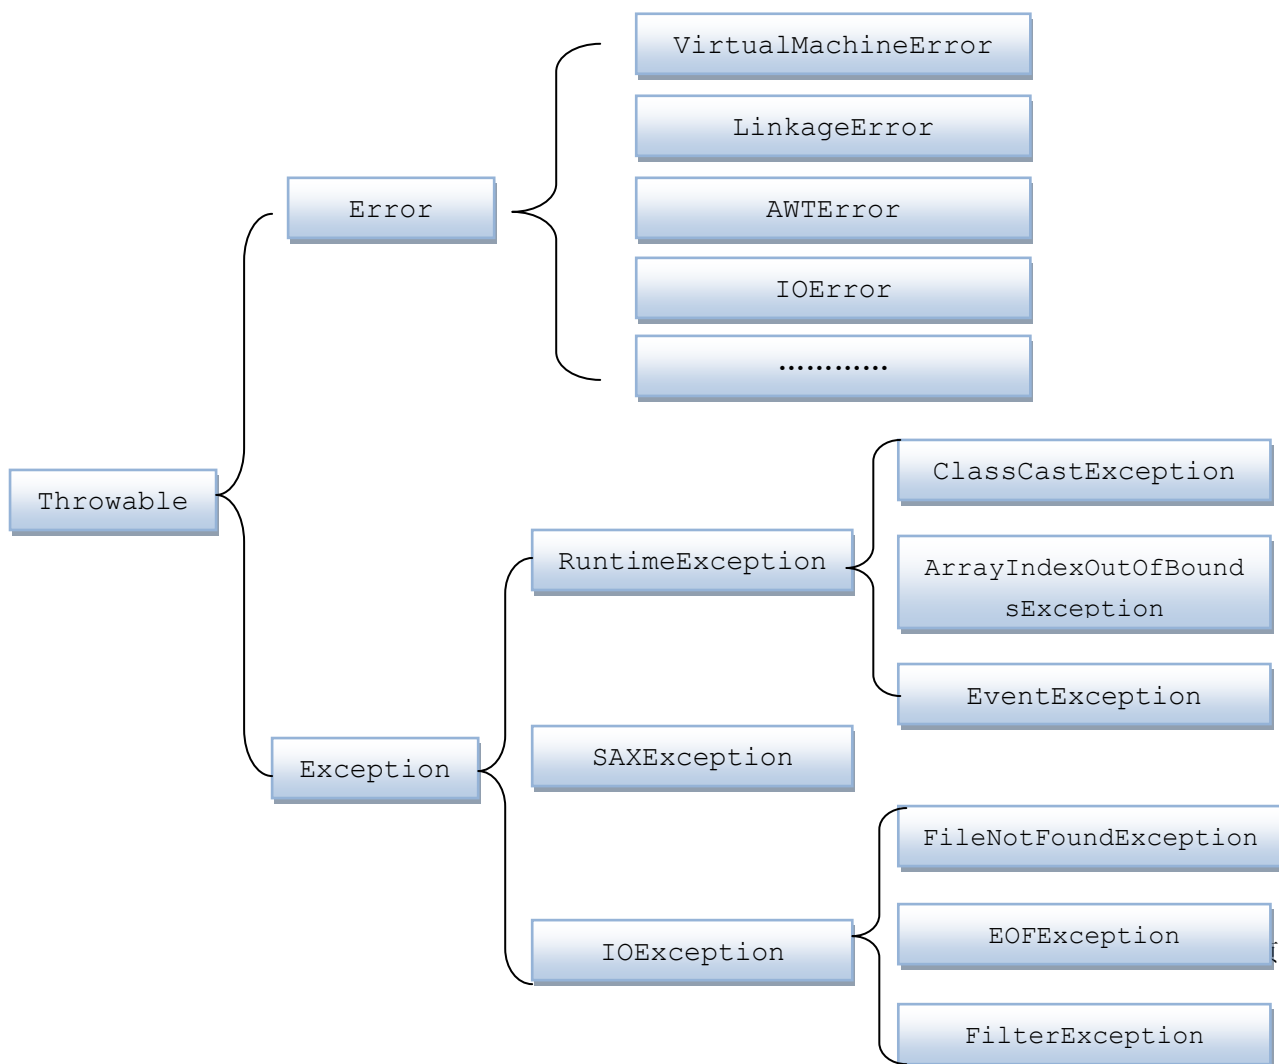 VirtualMachineError
LinkageError
AWTError
IOError
…………
Error
Throwable
Exception
RuntimeException
SAXException
IOException
ClassCastException
ArrayIndexOutOfBound
sException
EventException
FileNotFoundException
EOFException
FilterException